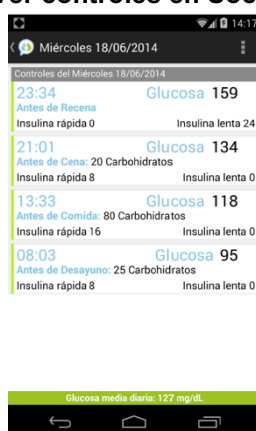 14:17
Miércoles 18/06/2014
Controles del Miércoles 18/06/2014
23:34 Glucosa 159
Antes de Recena
Insulina rápida 0 Insulina lenta 24
21:01 Glucosa 134
Antes de Cena: 20 Carbohidratos
Insulina rápida 8 Insulina lenta 0
13:33 Glucosa 118
Antes de Comida: 80 Carbohidratos
Insulina rápida 16 Insulina lenta 0
08:03 Glucosa 95
Antes de Desayuno: 25 Carbohidratos
Insulina rápida 8 Insulina lenta 0
Glucosa media diaria: 127 mg/dL